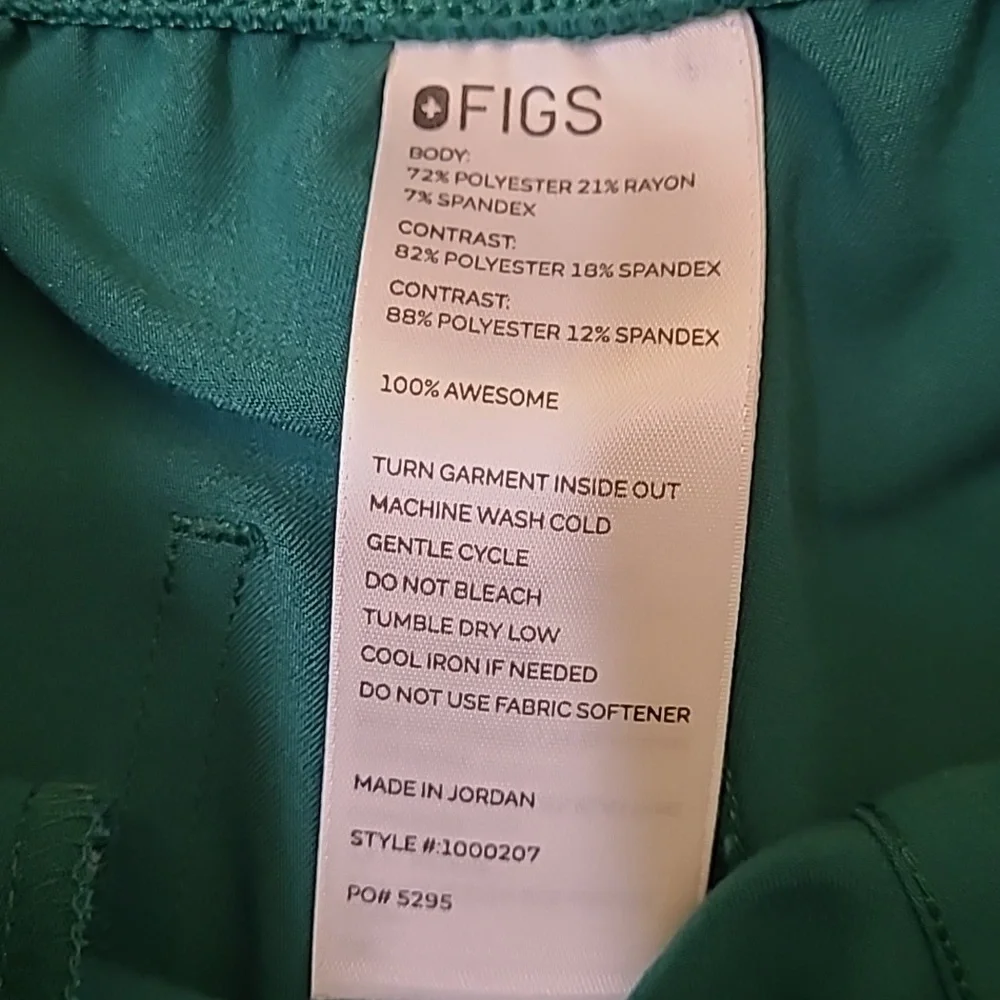 FIGS
BODY:
72% POLYESTER 21% RAYON
7% SPANDEX
CONTRAST:
82% POLYESTER 18% SPANDEX
CONTRAST:
88% POLYESTER 12% SPANDEX
100% AWESOME
TURN GARMENT INSIDE OUT
MACHINE WASH COLD
GENTLE CYCLE
DO NOT BLEACH
TUMBLE DRY LOW
COOL IRON IF NEEDED
DO NOT USE FABRIC SOFTENER
MADE IN JORDAN
STYLE #:1000207
PO# 5295